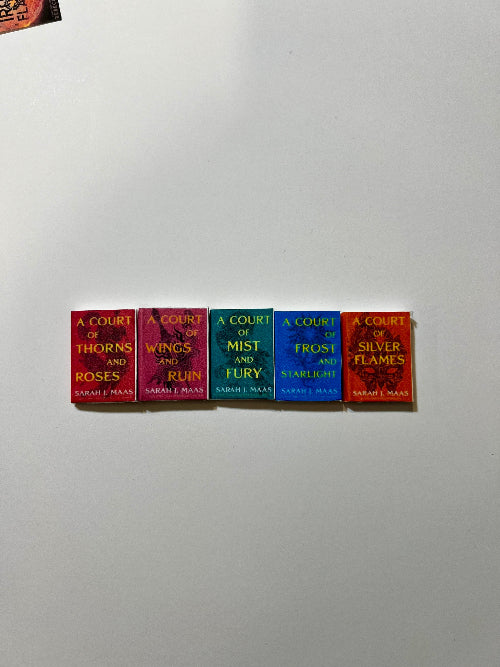 A COURT
OF
THORNS
AND
ROSES
SARAH J. MAAS
A COURT
OF
WINGS
AND
RUIN
SARAH J. MAAS
A COURT
OF
MIST
AND
FURY
SARAH J. MAAS
A COURT
OF
FROST
AND
STARLIGHT
SARAH J. MAAS
A COURT
OF
SILVER
FLAMES
SARAH J. MAAS